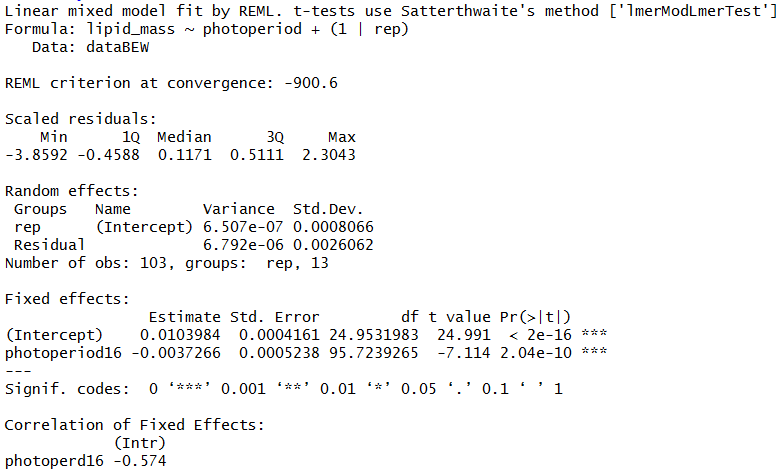 Linear mixed model fit by REML. t-tests use Satterthwaite's method ['lmerModLmerTest']
Formula: lipid_mass ~ photoperiod + (1 | rep)
   Data: dataBEW

REML criterion at convergence: -900.6

Scaled residuals:
    Min      1Q  Median      3Q     Max
-3.8592 -0.4588  0.1171  0.5111  2.3043

Random effects:
 Groups   Name        Variance  Std.Dev.
 rep      (Intercept) 6.507e-07 0.0008066
 Residual             6.792e-06 0.0026062
Number of obs: 103, groups:  rep, 13

Fixed effects:
                Estimate Std. Error         df t value Pr(>|t|)
(Intercept)    0.0103984  0.0004161 24.9531983  24.991  < 2e-16 ***
photoperiod16 -0.0037266  0.0005238 95.7239265  -7.114 2.04e-10 ***
---
Signif. codes:  0 ‘***’ 0.001 ‘**’ 0.01 ‘*’ 0.05 ‘.’ 0.1 ‘ ’ 1

Correlation of Fixed Effects:
            (Intr)
photoperd16 -0.574